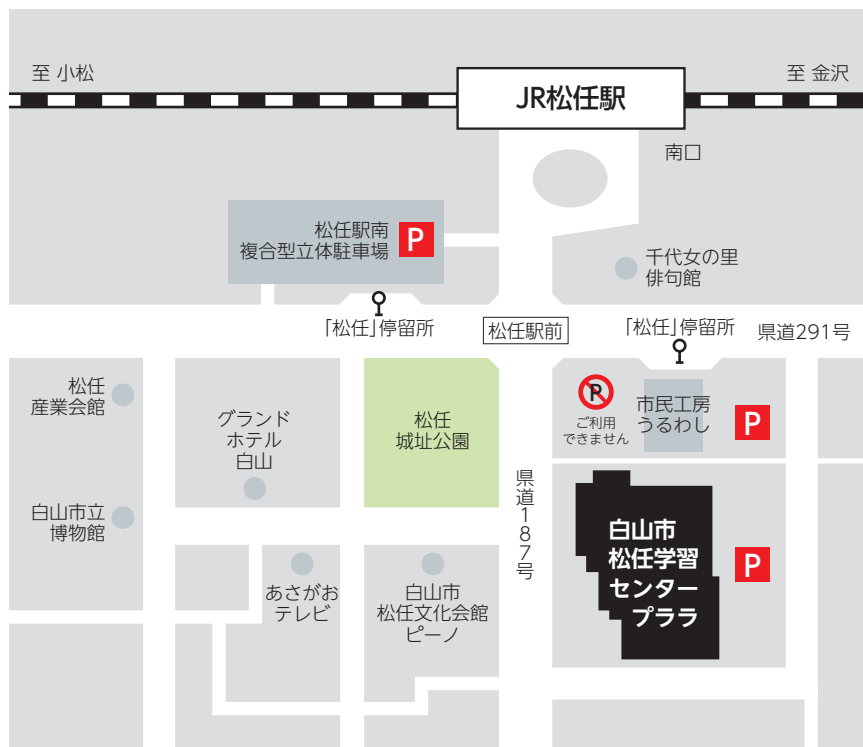 至 小松
至 金沢
JR松任駅
南口
松任駅南
複合型立体駐車場
P
千代女の里
俳句館
「松任」停留所
松任駅前
「松任」停留所
県道291号
松任
産業会館
グランド
ホテル
白山
松任
城址公園
P
ご利用
できません
市民工房
うるわし
P
白山市立
博物館
県道187号
白山市
松任学習
センター
プララ
P
あさがお
テレビ
白山市
松任文化会館
ピーノ